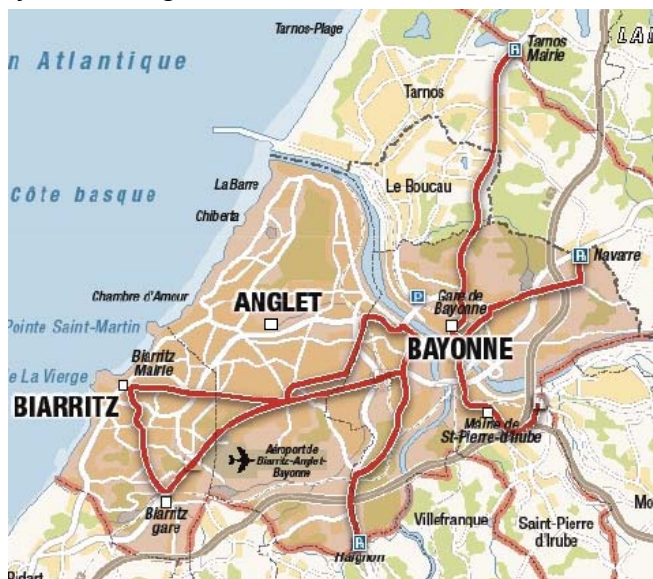 Tarnos-Plage
Tarnos
Mairie
n Atlantique
Tarnos
Le Boucau
La Barre
Côte basque
Chiberta
Navarre
Chambre d'Amour
ANGLET
P
Gare de
Bayonne
Pointe Saint-Martin
BAYONNE
Biarritz
Mairie
e La Vierge
BIARRITZ
Mairie de
St-Pierre-d'Irube
Aéroport de
Biarritz-Anglet-
Bayonne
Biarritz
gare
Villefranque
Saint-Pierre
d'Irube
Mo